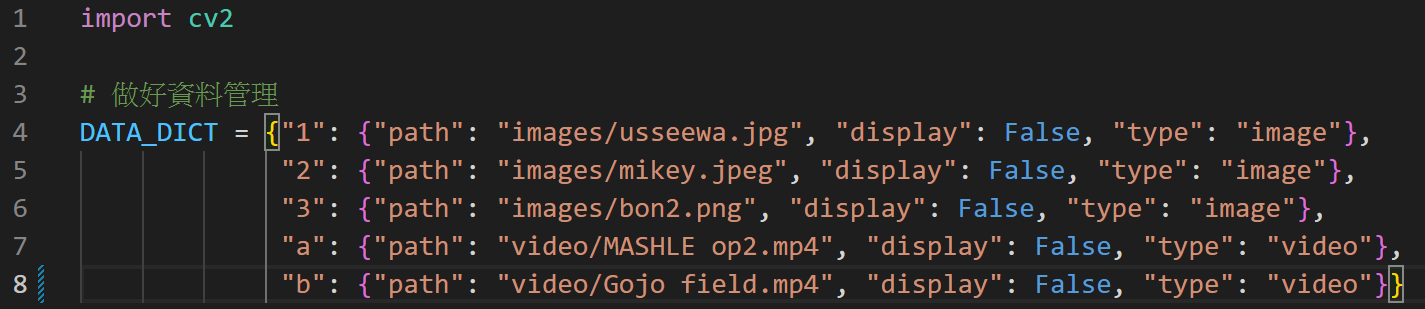 1 import cv2
2
3 # 做好資料管理
4 DATA_DICT = {"1": {"path": "images/usseewa.jpg", "display": False, "type": "image"},
5 "2": {"path": "images/mikey.jpeg", "display": False, "type": "image"},
6 "3": {"path": "images/bon2.png", "display": False, "type": "image"},
7 "a": {"path": "video/MASHLE op2.mp4", "display": False, "type": "video"},
8 "b": {"path": "video/Gojo field.mp4", "display": False, "type": "video"}}